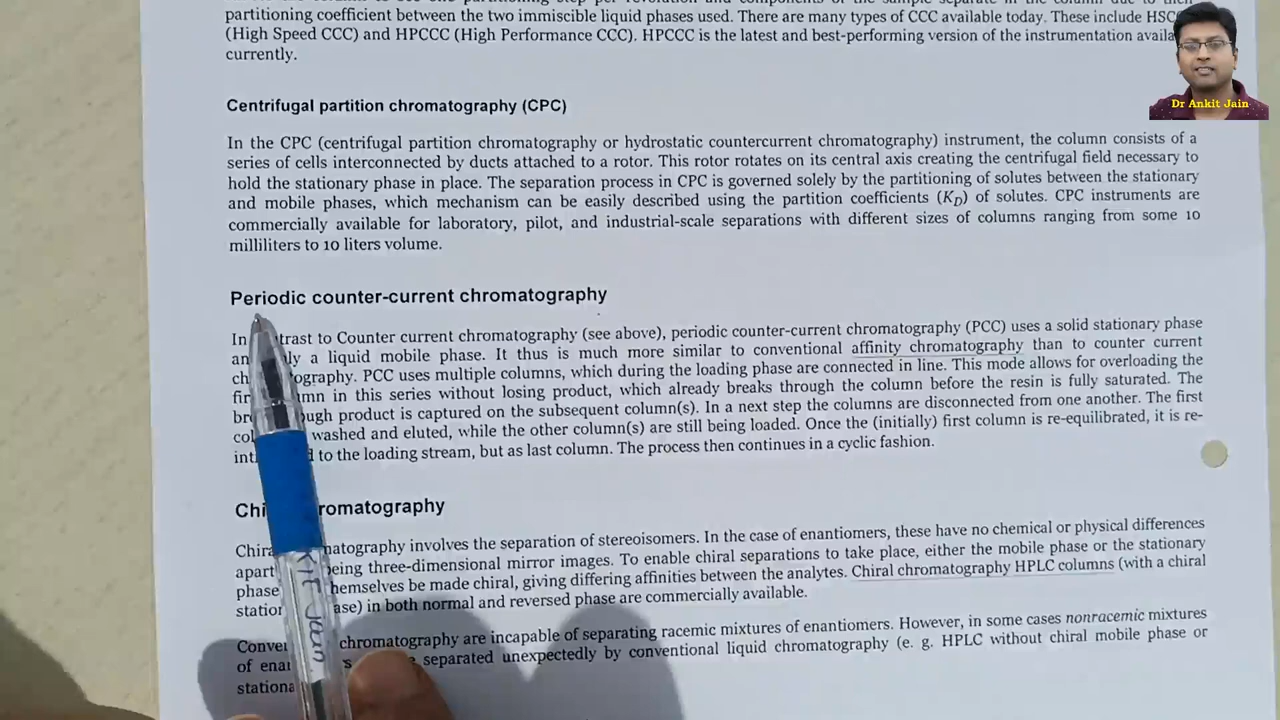 partitioning coefficient between the two immiscible liquid phases used. There are many types of CCC available today. These include HSC
(High Speed CCC) and HPCCC (High Performance CCC). HPCCC is the latest and best-performing version of the instrumentation availa
currently.
Dr Ankit Jain
Centrifugal partition chromatography (CPC)
In the CPC (centrifugal partition chromatography or hydrostatic countercurrent chromatography) instrument, the column consists of a
series of cells interconnected by ducts attached to a rotor. This rotor rotates on its central axis creating the centrifugal field necessary to
hold the stationary phase in place. The separation process in CPC is governed solely by the partitioning of solutes between the stationary
and mobile phases, which mechanism can be easily described using the partition coefficients (KD) of solutes. CPC instruments are
commercially available for laboratory, pilot, and industrial-scale separations with different sizes of columns ranging from some 10
milliliters to 10 liters volume.
Periodic counter-current chromatography
In trast to Counter current chromatography (see above), periodic counter-current chromatography (PCC) uses a solid stationary phase
an ly a liquid mobile phase. It thus is much more similar to conventional affinity chromatography than to counter current
ch ography. PCC uses multiple columns, which during the loading phase are connected in line. This mode allows for overloading the
fir mn in this series without losing product, which already breaks through the column before the resin is fully saturated. The
bre ough product is captured on the subsequent column(s). In a next step the columns are disconnected from one another. The first
col washed and eluted, while the other column(s) are still being loaded. Once the (initially) first column is re-equilibrated, it is re-
int d to the loading stream, but as last column. The process then continues in a cyclic fashion.
Chi romatography
Chira matography involves the separation of stereoisomers. In the case of enantiomers, these have no chemical or physical differences
apart being three-dimensional mirror images. To enable chiral separations to take place, either the mobile phase or the stationary
phase themselves be made chiral, giving differing affinities between the analytes. Chiral chromatography HPLC columns (with a chiral
station ase) in both normal and reversed phase are commercially available.
Conve chromatography are incapable of separating racemic mixtures of enantiomers. However, in some cases nonracemic mixtures
of enan separated unexpectedly by conventional liquid chromatography (e. g. HPLC without chiral mobile phase or
stationa